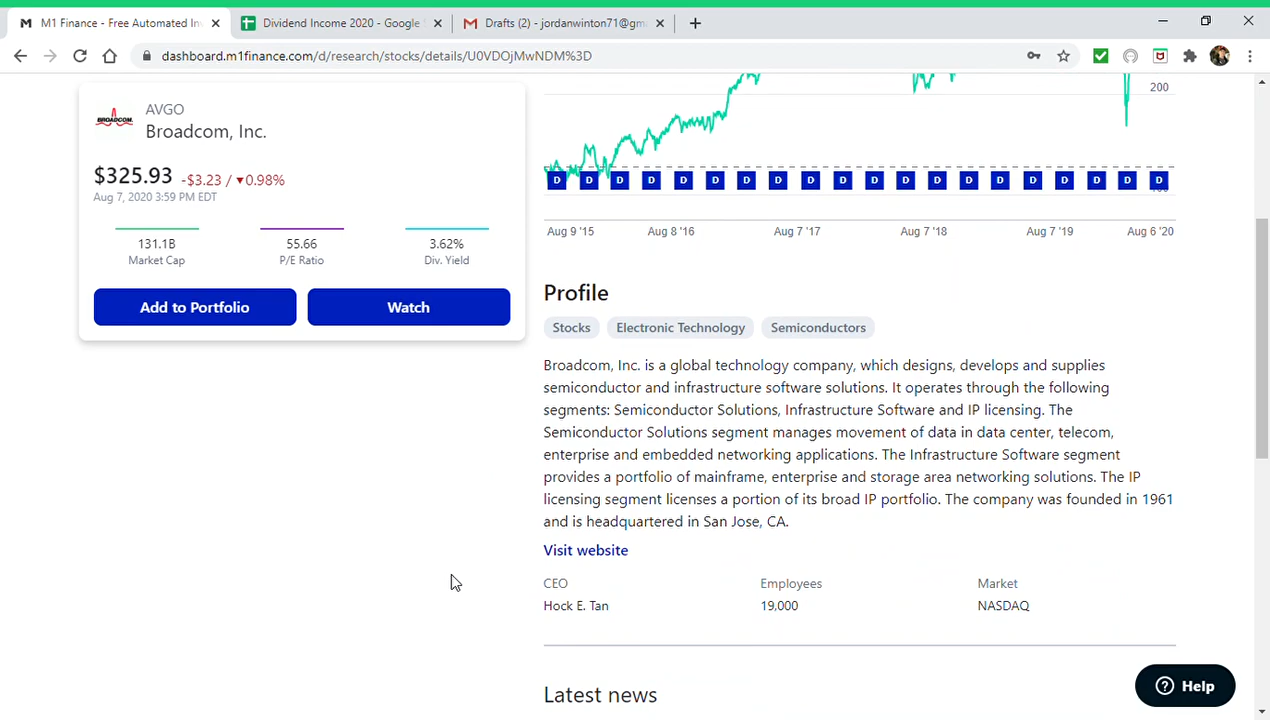 M1 Finance - Free Automated In
Dividend Income 2020 - Google
Drafts (2) - jordanwinton71@gm
dashboard.m1finance.com/d/research/stocks/details/U0VDOjMwNDM%3D
BROADCOM
AVGO
Broadcom, Inc.
$325.93 -$3.23 / ▼0.98%
Aug 7, 2020 3:59 PM EDT
131.1B 55.66 3.62%
Market Cap P/E Ratio Div. Yield
Add to Portfolio Watch
200
D D D D D D D D D D D D D D D D D D D D
Aug 9 '15 Aug 8 '16 Aug 7 '17 Aug 7 '18 Aug 7 '19 Aug 6 '20
Profile
Stocks Electronic Technology Semiconductors
Broadcom, Inc. is a global technology company, which designs, develops and supplies
semiconductor and infrastructure software solutions. It operates through the following
segments: Semiconductor Solutions, Infrastructure Software and IP licensing. The
Semiconductor Solutions segment manages movement of data in data center, telecom,
enterprise and embedded networking applications. The Infrastructure Software segment
provides a portfolio of mainframe, enterprise and storage area networking solutions. The IP
licensing segment licenses a portion of its broad IP portfolio. The company was founded in 1961
and is headquartered in San Jose, CA.
Visit website
CEO Employees Market
Hock E. Tan 19,000 NASDAQ
Latest news
Help